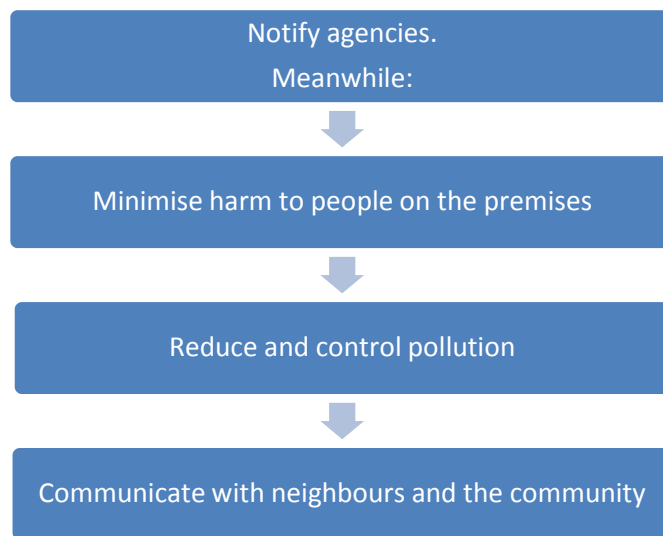 Notify agencies.
Meanwhile:
Minimise harm to people on the premises
Reduce and control pollution
Communicate with neighbours and the community